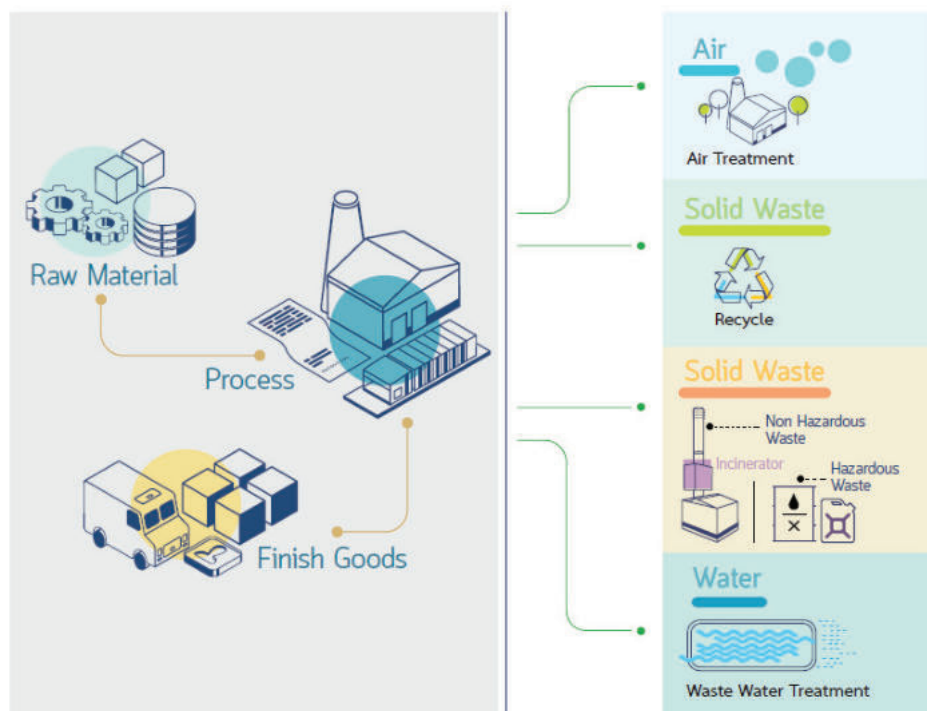 Raw Material
Process
Finish Goods
Air
Air Treatment
Solid Waste
Recycle
Solid Waste
Non Hazardous
Waste
Incinerator
Hazardous
Waste
Water
Waste Water Treatment